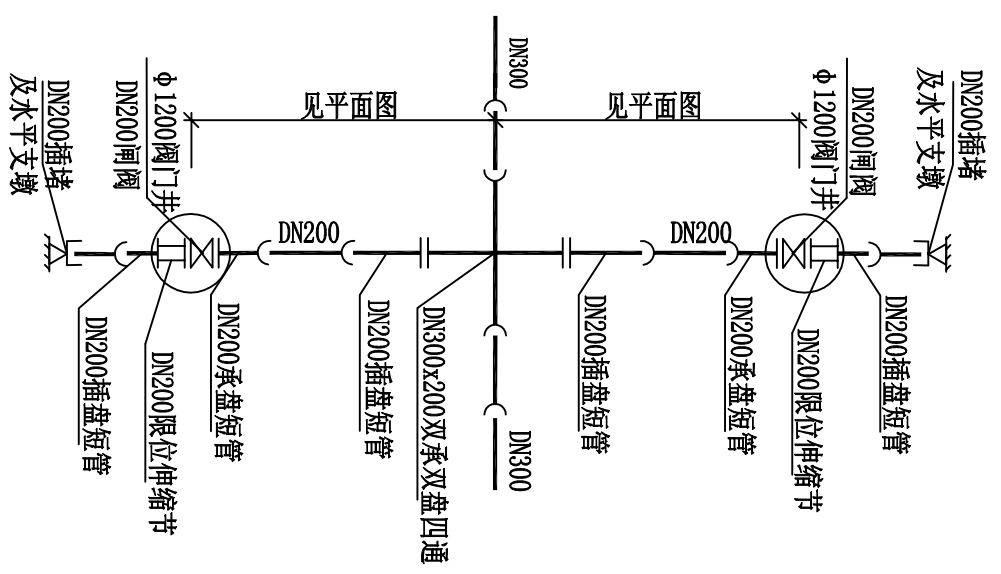 DN300
见平面图
见平面图
DN200插堵
及水平支墩
φ1200阀门井
DN200闸阀
DN200闸阀
φ1200阀门井
DN200插堵
及水平支墩
DN200
DN200
DN200插盘短管
DN200限位伸缩节
DN200承盘短管
DN200插盘短管
DN300x200双承双盘四通
DN200插盘短管
DN200承盘短管
DN200限位伸缩节
DN200插盘短管
DN300